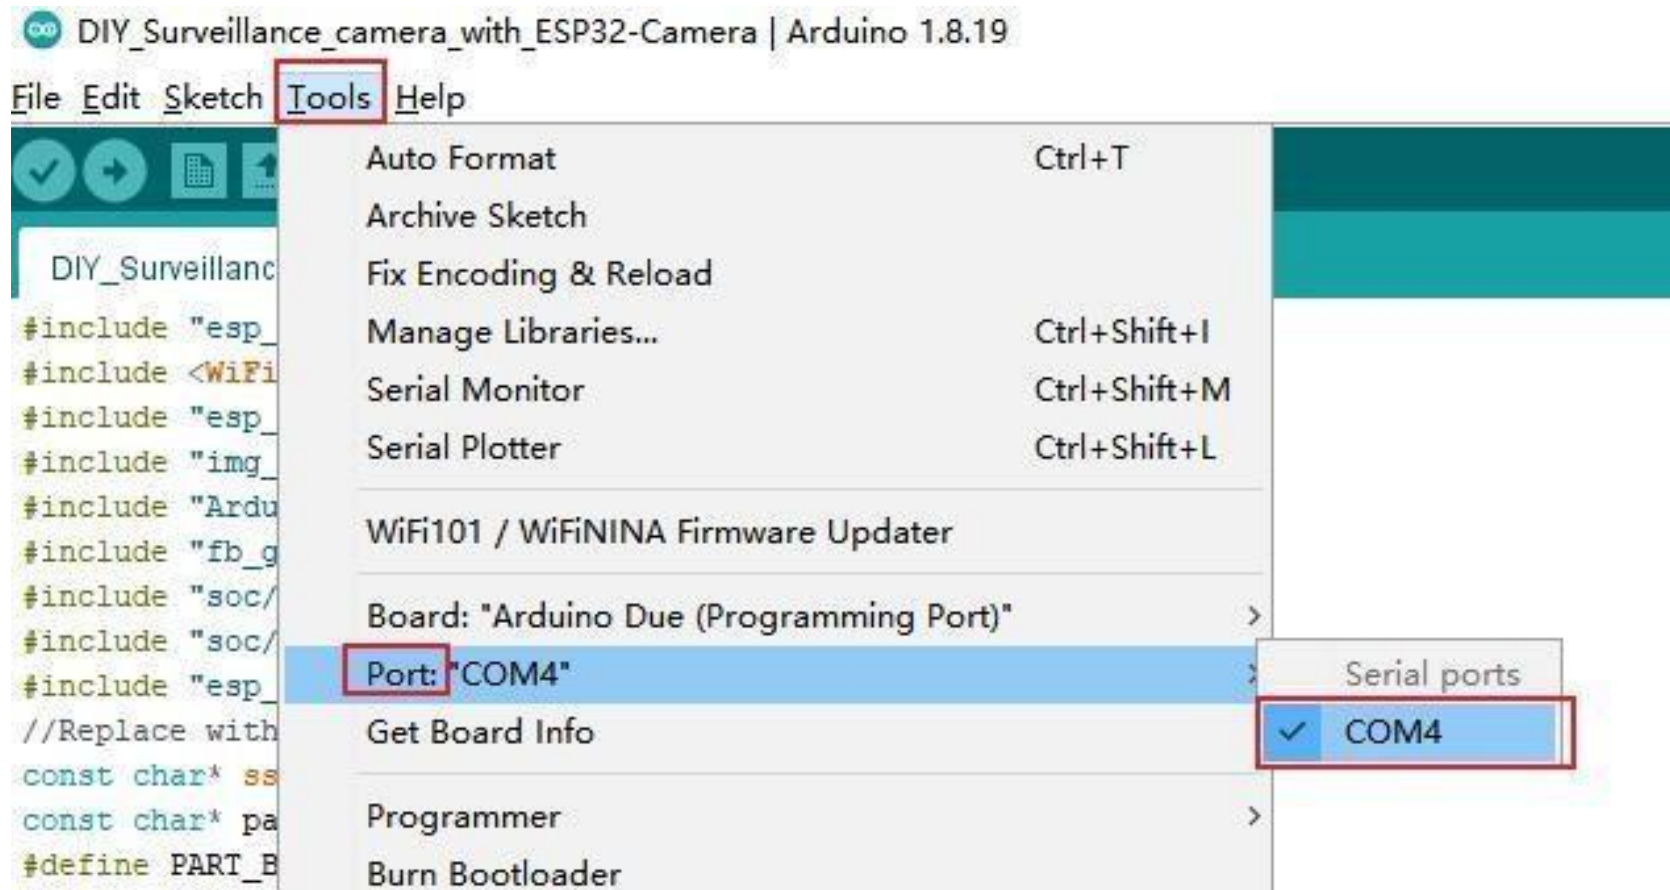 DIY_Surveillance_camera_with_ESP32-Camera | Arduino 1.8.19
File Edit Sketch Tools Help
Auto Format Ctrl+T
Archive Sketch
Fix Encoding & Reload
Manage Libraries... Ctrl+Shift+I
Serial Monitor Ctrl+Shift+M
Serial Plotter Ctrl+Shift+L
WiFi101 / WiFiNINA Firmware Updater
Board: "Arduino Due (Programming Port)"
Port: "COM4"
Get Board Info
Programmer
Burn Bootloader
Serial ports
COM4
DIY_Surveillanc
#include "esp_
#include <WiFi
#include "esp_
#include "img_
#include "Ardu
#include "fb_g
#include "soc/
#include "soc/
#include "esp_
//Replace with
const char* ss
const char* pa
#define PART_B